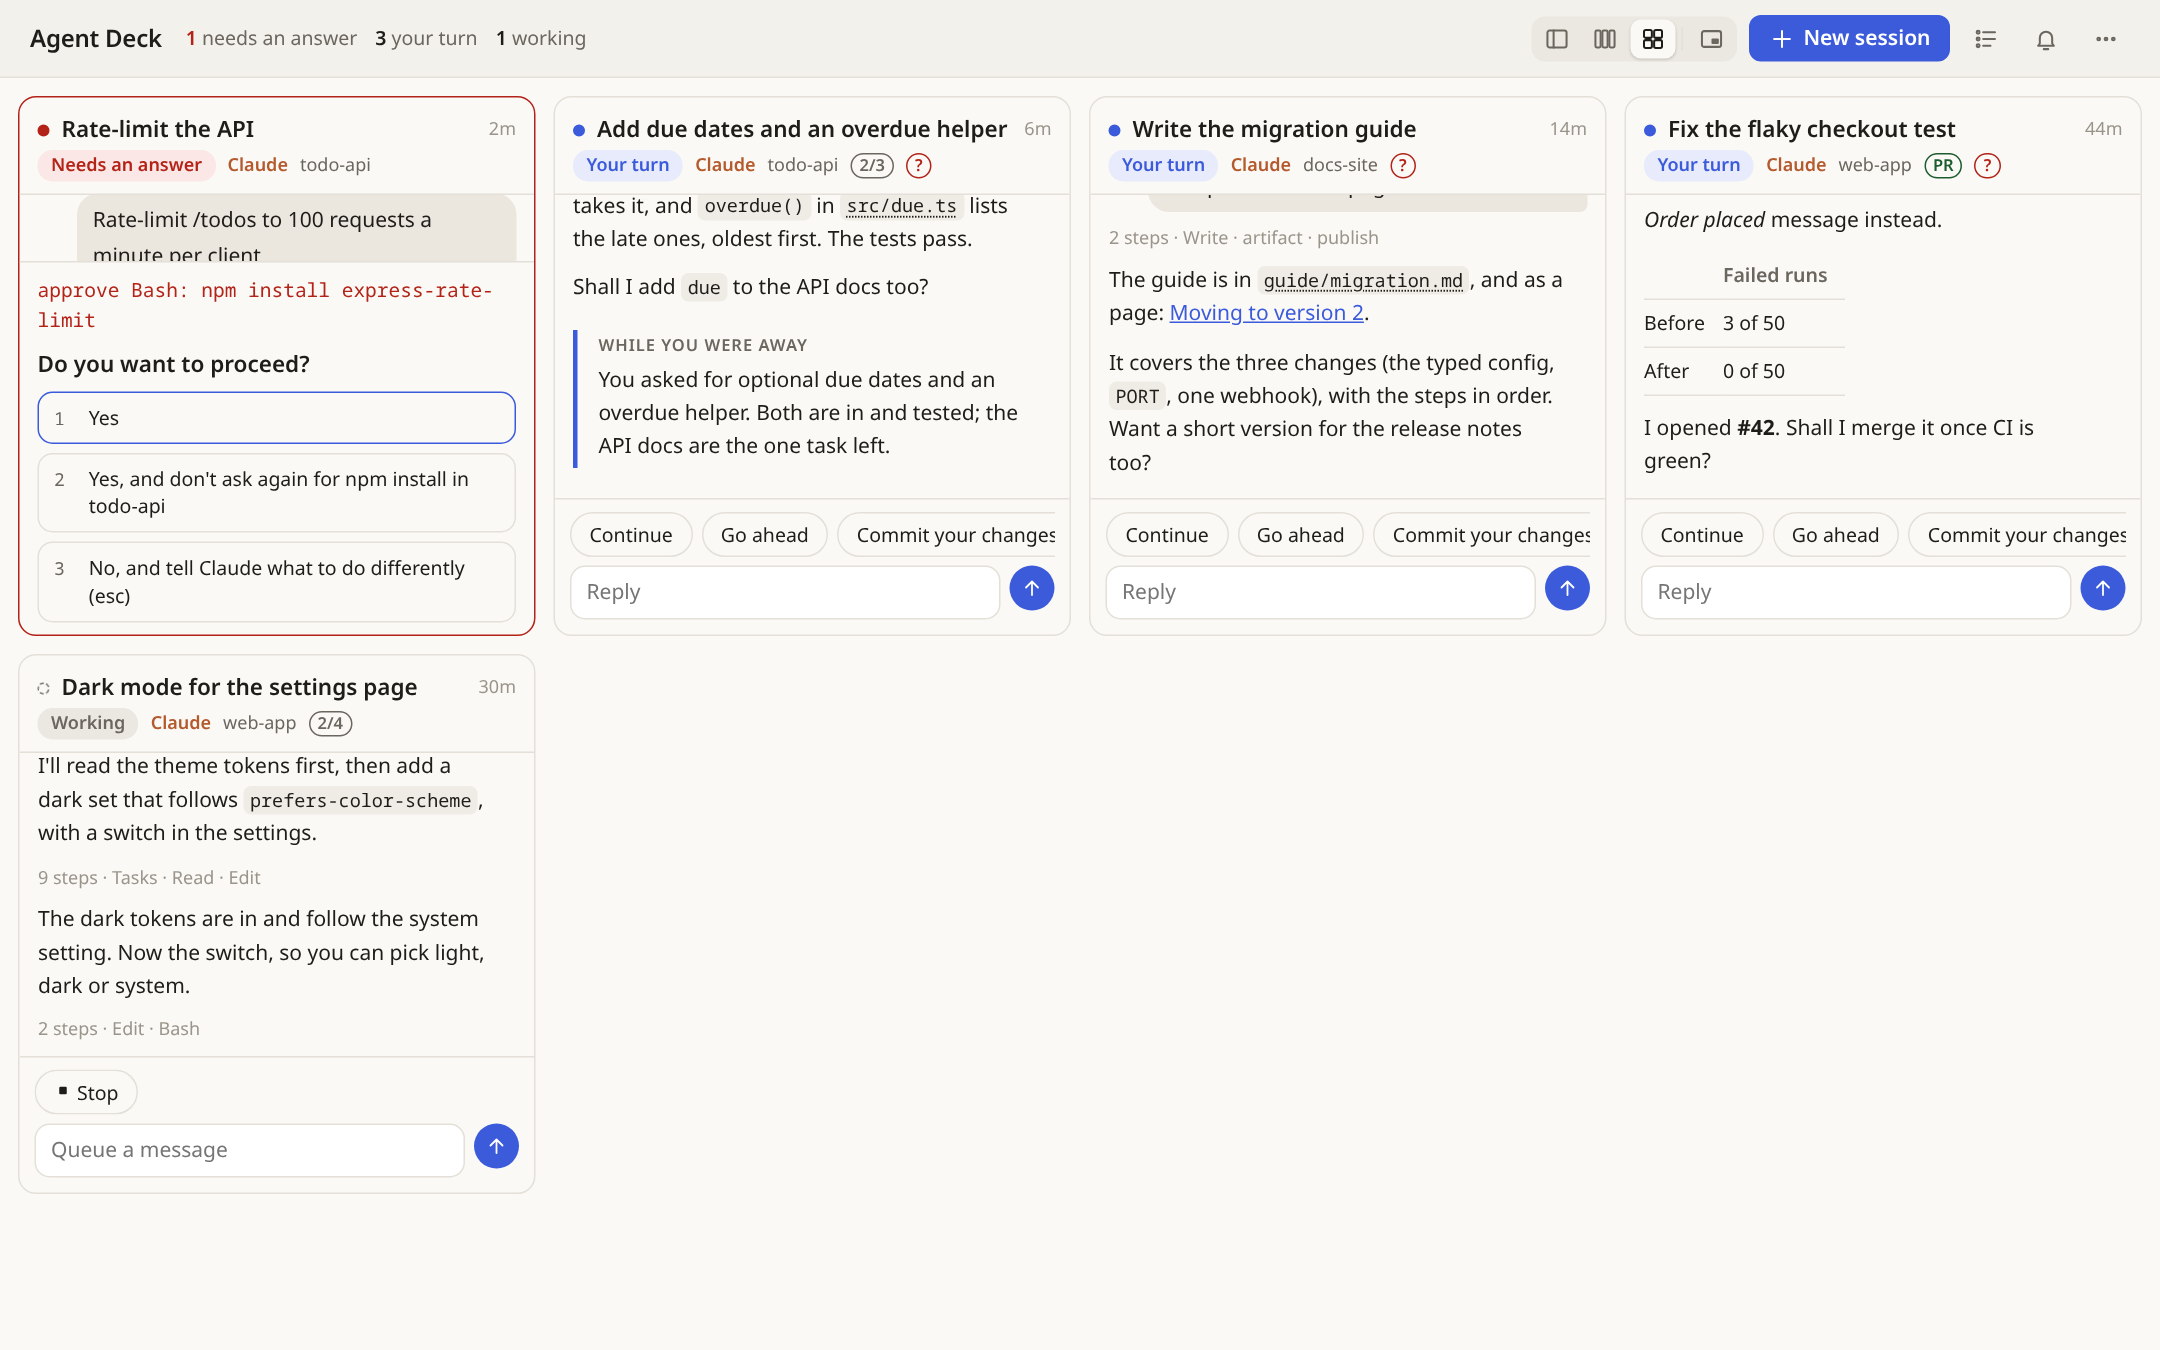 Agent Deck 1 needs an answer 3 your turn 1 working
New session
Rate-limit the API 2m
Needs an answer Claude todo-api
Rate-limit /todos to 100 requests a
minute per client
approve Bash: npm install express-rate-
limit
Do you want to proceed?
1 Yes
2 Yes, and don't ask again for npm install in
todo-api
3 No, and tell Claude what to do differently
(esc)
Add due dates and an overdue helper 6m
Your turn Claude todo-api 2/3 ?
takes it, and overdue() in src/due.ts lists
the late ones, oldest first. The tests pass.
Shall I add due to the API docs too?
WHILE YOU WERE AWAY
You asked for optional due dates and an
overdue helper. Both are in and tested; the
API docs are the one task left.
Continue Go ahead Commit your changes
Reply
Write the migration guide 14m
Your turn Claude docs-site ?
2 steps · Write · artifact · publish
The guide is in guide/migration.md, and as a
page: Moving to version 2.
It covers the three changes (the typed config,
PORT, one webhook), with the steps in order.
Want a short version for the release notes
too?
Continue Go ahead Commit your changes
Reply
Fix the flaky checkout test 44m
Your turn Claude web-app PR ?
Order placed message instead.
Failed runs
Before 3 of 50
After 0 of 50
I opened #42. Shall I merge it once CI is
green?
Continue Go ahead Commit your changes
Reply
Dark mode for the settings page 30m
Working Claude web-app 2/4
I'll read the theme tokens first, then add a
dark set that follows prefers-color-scheme,
with a switch in the settings.
9 steps · Tasks · Read · Edit
The dark tokens are in and follow the system
setting. Now the switch, so you can pick light,
dark or system.
2 steps · Edit · Bash
Stop
Queue a message